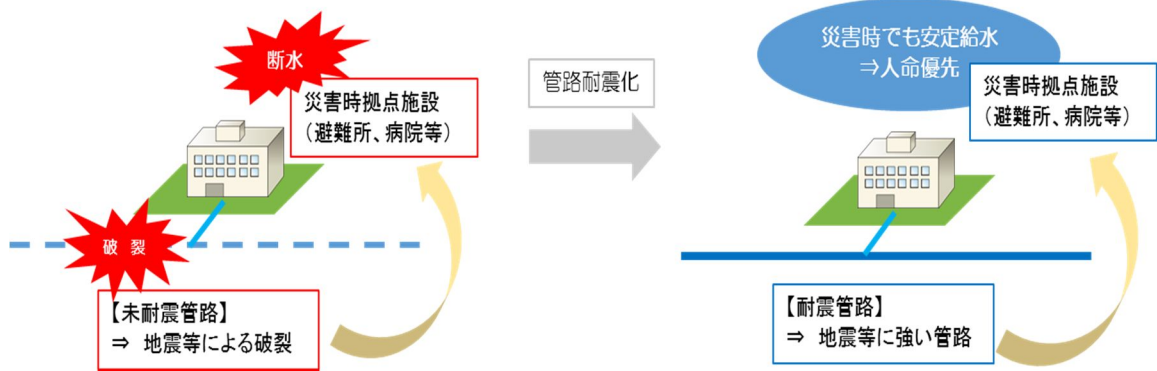 断水
災害時拠点施設
（避難所、病院等）
破裂
【未耐震管路】
⇒ 地震等による破裂
管路耐震化
災害時でも安定給水
⇒人命優先
災害時拠点施設
（避難所、病院等）
【耐震管路】
⇒ 地震等に強い管路